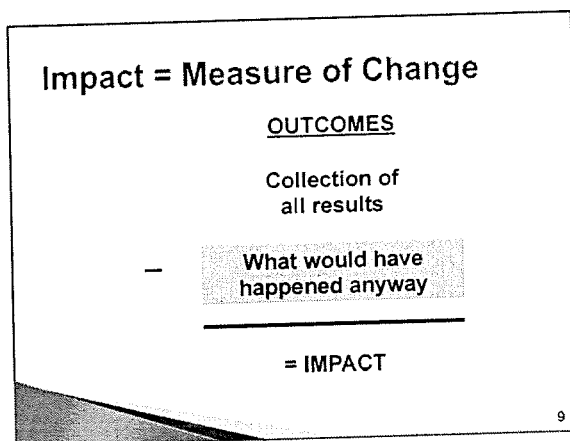 Impact = Measure of Change
OUTCOMES
Collection of
all results
– What would have
happened anyway
= IMPACT
9